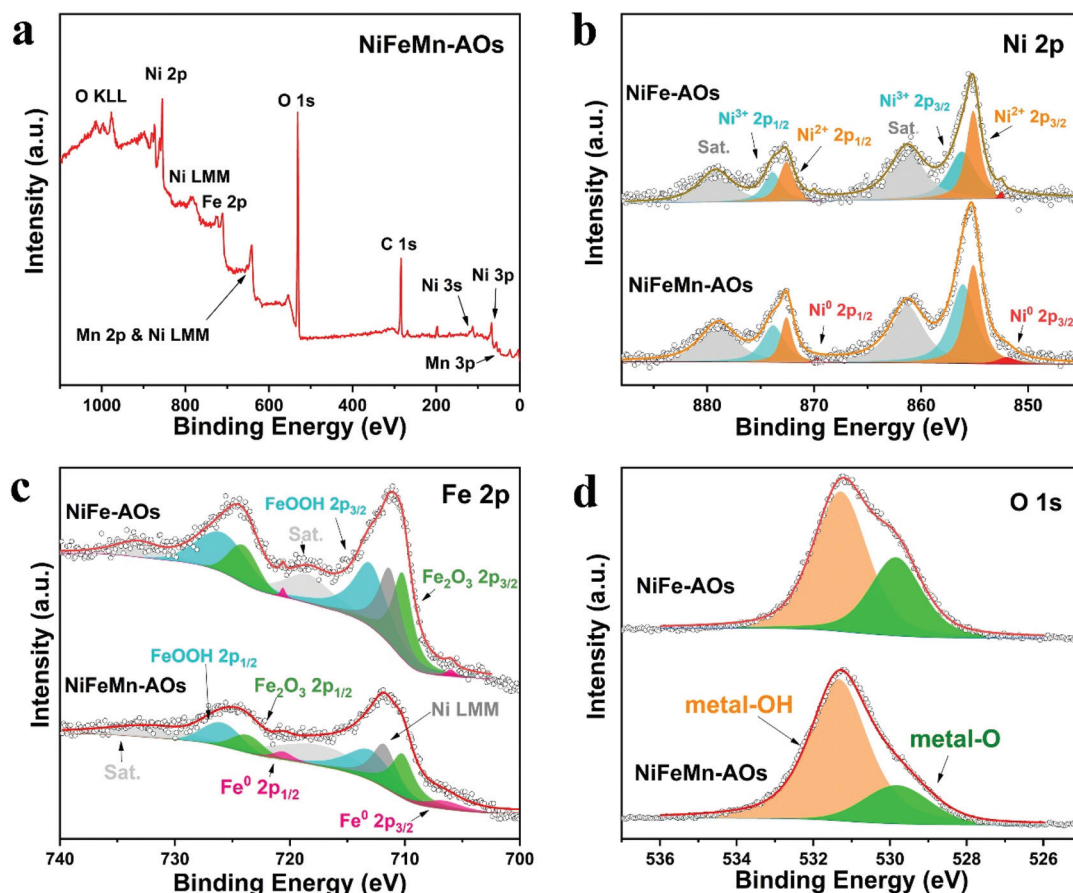 a
NiFeMn-AOs
O KLL
Ni 2p
O 1s
Ni LMM
Fe 2p
C 1s
Ni 3s
Ni 3p
Mn 2p & Ni LMM
Mn 3p
Intensity (a.u.)
1000 800 600 400 200 0
Binding Energy (eV)
b
Ni 2p
NiFe-AOs
Ni³⁺ 2p₁/₂
Ni³⁺ 2p₃/₂
Sat.
Sat.
Ni²⁺ 2p₁/₂
Ni²⁺ 2p₃/₂
NiFeMn-AOs
Ni⁰ 2p₁/₂
Ni⁰ 2p₃/₂
Intensity (a.u.)
880 870 860 850
Binding Energy (eV)
c
Fe 2p
NiFe-AOs
FeOOH 2p₃/₂
Sat.
Fe₂O₃ 2p₃/₂
FeOOH 2p₁/₂
NiFeMn-AOs
Fe₂O₃ 2p₁/₂
Ni LMM
Sat.
Fe⁰ 2p₁/₂
Fe⁰ 2p₃/₂
Intensity (a.u.)
740 730 720 710 700
Binding Energy (eV)
d
O 1s
NiFe-AOs
metal-OH
metal-O
NiFeMn-AOs
Intensity (a.u.)
536 534 532 530 528 526
Binding Energy (eV)